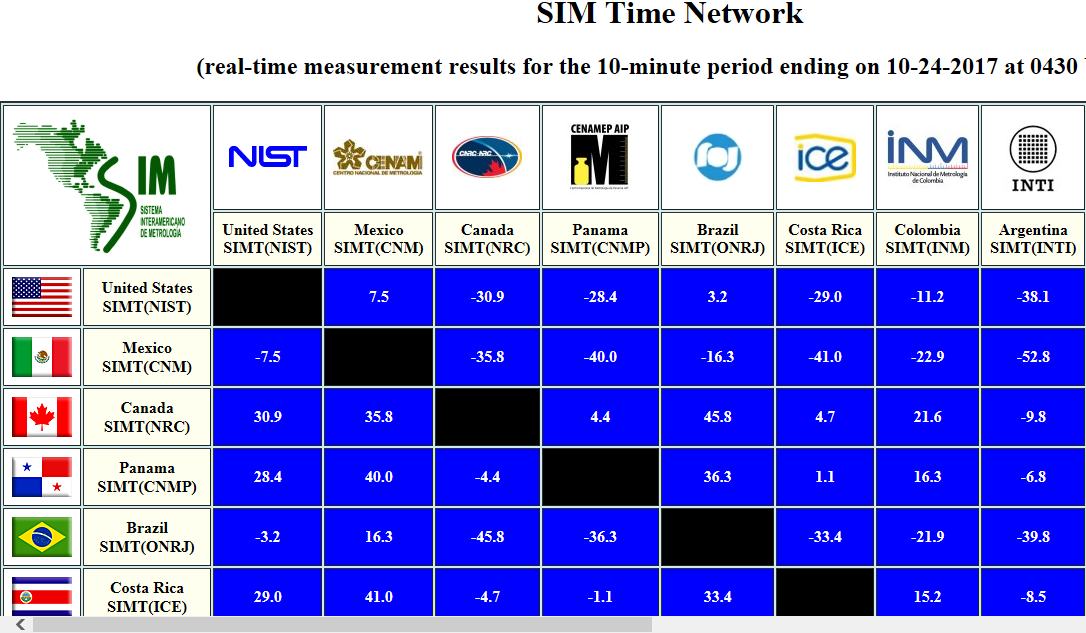 SIM Time Network
(real-time measurement results for the 10-minute period ending on 10-24-2017 at 0430
SIM
SISTEMA
INTERAMERICANO
DE METROLOGIA
NIST
CENAM
CENTRO NACIONAL DE METROLOGIA
CNRC-NRC
CENAMEP AIP
M
ice
inm
Instituto Nacional de Metrología
de Colombia
INTI
United States
SIMT(NIST)
Mexico
SIMT(CNM)
Canada
SIMT(NRC)
Panama
SIMT(CNMP)
Brazil
SIMT(ONRJ)
Costa Rica
SIMT(ICE)
Colombia
SIMT(INM)
Argentina
SIMT(INTI)
United States
SIMT(NIST)
7.5 -30.9 -28.4 3.2 -29.0 -11.2 -38.1
Mexico
SIMT(CNM)
-7.5 -35.8 -40.0 -16.3 -41.0 -22.9 -52.8
Canada
SIMT(NRC)
30.9 35.8 4.4 45.8 4.7 21.6 -9.8
Panama
SIMT(CNMP)
28.4 40.0 -4.4 36.3 1.1 16.3 -6.8
Brazil
SIMT(ONRJ)
-3.2 16.3 -45.8 -36.3 -33.4 -21.9 -39.8
Costa Rica
SIMT(ICE)
29.0 41.0 -4.7 -1.1 33.4 15.2 -8.5